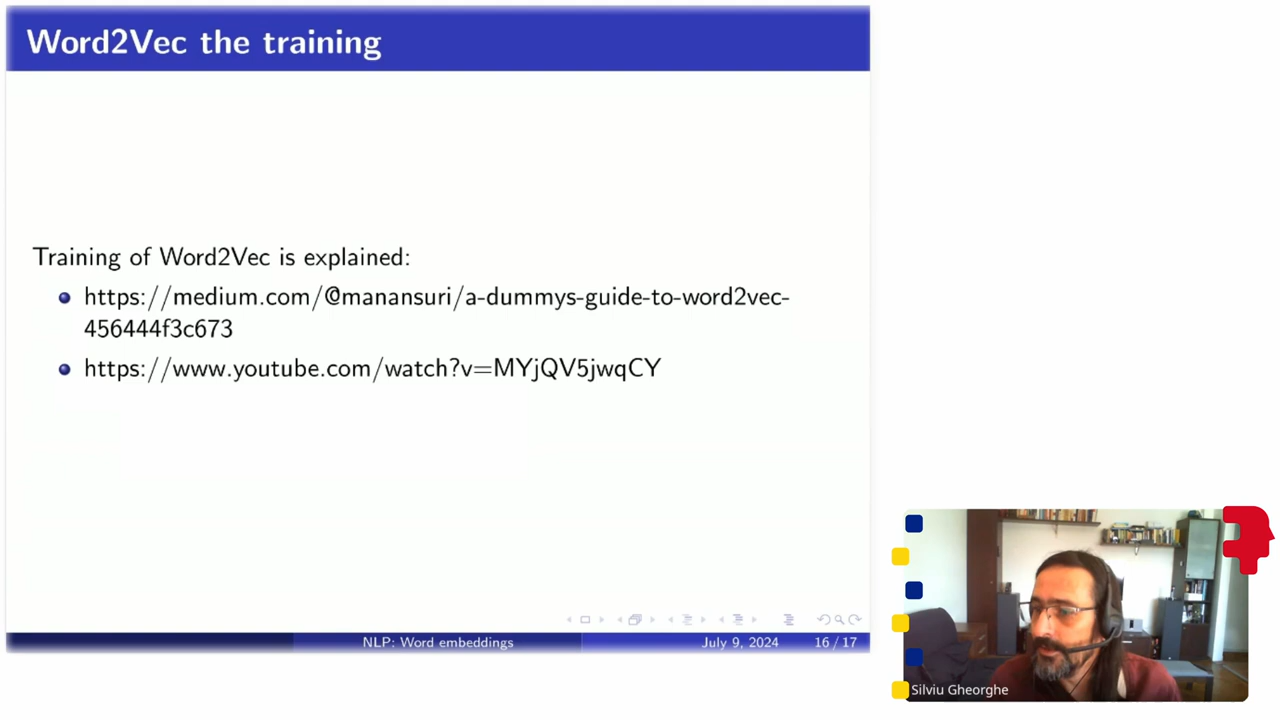 Word2Vec the training
Training of Word2Vec is explained:
https://medium.com/@manansuri/a-dummys-guide-to-word2vec-
456444f3c673
https://www.youtube.com/watch?v=MYjQV5jwqCY
NLP: Word embeddings July 9, 2024 16 / 17
Silviu Gheorghe